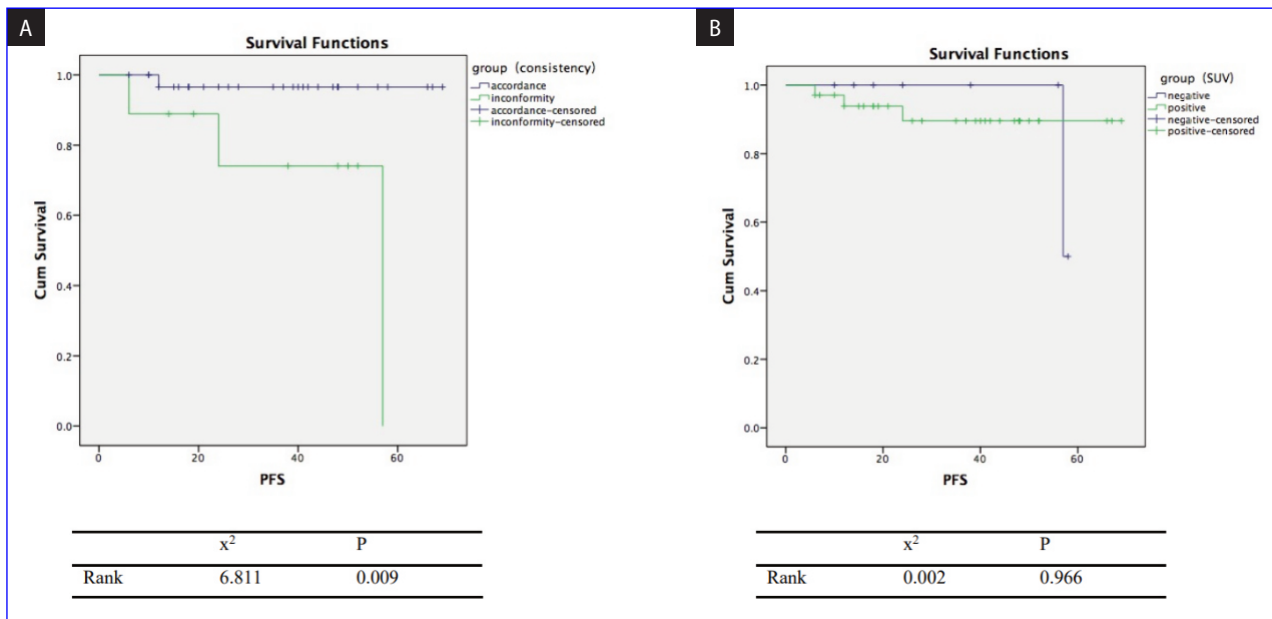 A
Survival Functions
1.0
0.8
0.6
0.4
0.2
0.0
Cum Survival
0
20
40
60
PFS
group (consistency)
accordance
inconformity
accordance-censored
inconformity-censored
x²
P
Rank
6.811
0.009
B
Survival Functions
1.0
0.8
0.6
0.4
0.2
0.0
Cum Survival
0
20
40
60
PFS
group (SUV)
negative
positive
negative-censored
positive-censored
x²
P
Rank
0.002
0.966